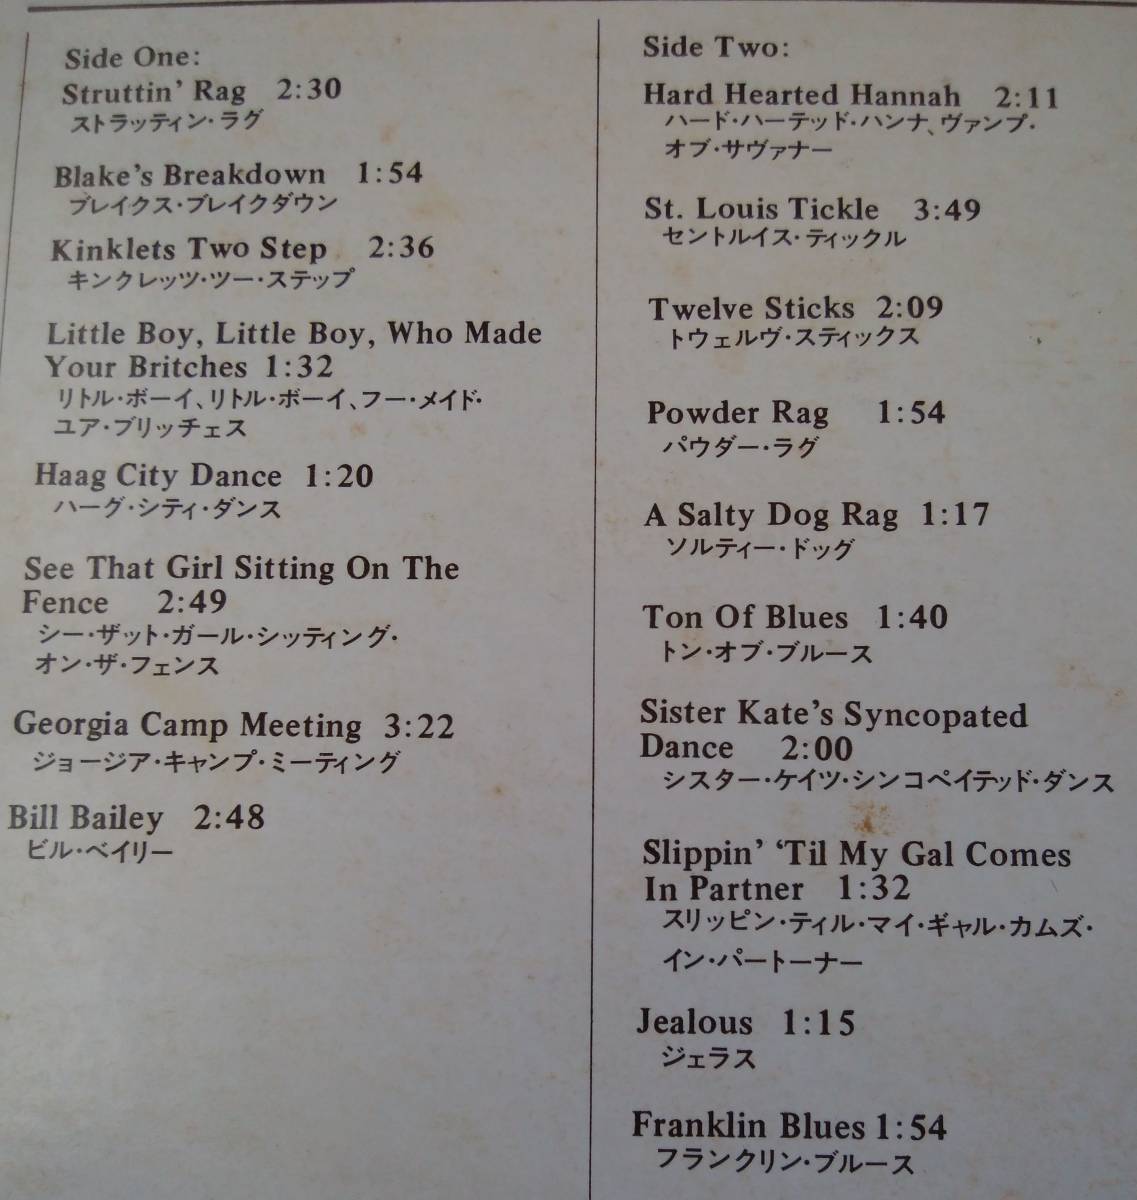 Side One:
Struttin' Rag 2:30
ストラッティン・ラグ
Blake's Breakdown 1:54
ブレイクス・ブレイクダウン
Kinklets Two Step 2:36
キンクレッツ・ツー・ステップ
Little Boy, Little Boy, Who Made
Your Britches 1:32
リトル・ボーイ、リトル・ボーイ、フー・メイド・
ユア・ブリッチェス
Haag City Dance 1:20
ハーグ・シティ・ダンス
See That Girl Sitting On The
Fence 2:49
シー・ザット・ガール・シッティング・
オン・ザ・フェンス
Georgia Camp Meeting 3:22
ジョージア・キャンプ・ミーティング
Bill Bailey 2:48
ビル・ベイリー
Side Two:
Hard Hearted Hannah 2:11
ハード・ハーテッド・ハンナ、ヴァンプ・
オブ・サヴァナー
St. Louis Tickle 3:49
セントルイス・ティックル
Twelve Sticks 2:09
トウェルヴ・スティックス
Powder Rag 1:54
パウダー・ラグ
A Salty Dog Rag 1:17
ソルティー・ドッグ
Ton Of Blues 1:40
トン・オブ・ブルース
Sister Kate's Syncopated
Dance 2:00
シスター・ケイツ・シンコペイテッド・ダンス
Slippin' 'Til My Gal Comes
In Partner 1:32
スリッピン・ティル・マイ・ギャル・カムズ・
イン・パートーナー
Jealous 1:15
ジェラス
Franklin Blues 1:54
フランクリン・ブルース